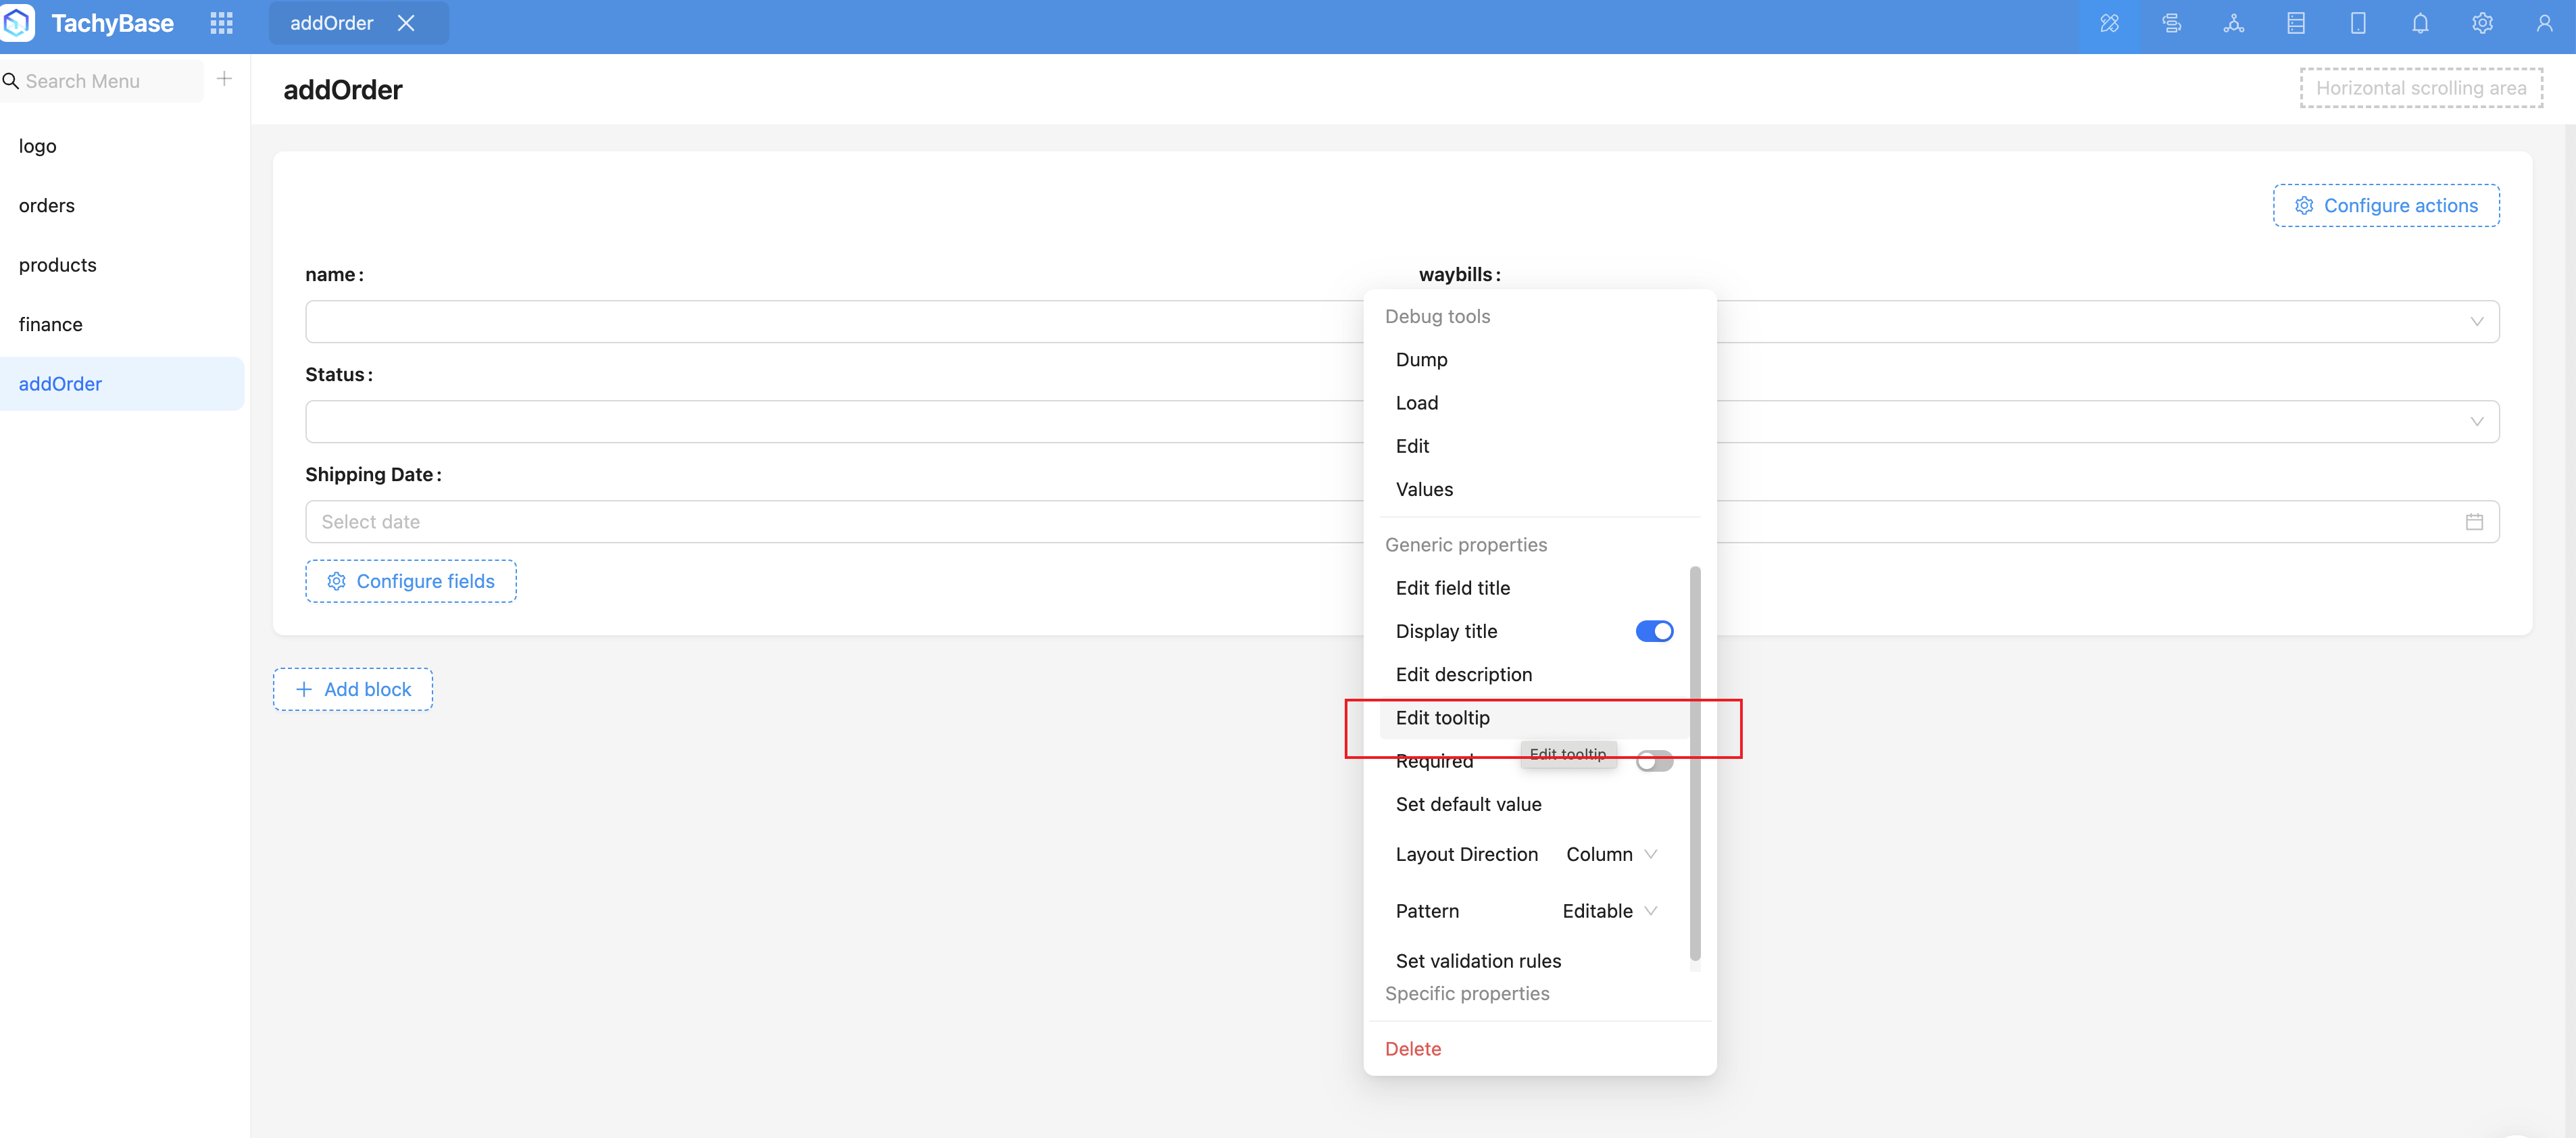 TachyBase
addOrder
Search Menu
addOrder
Horizontal scrolling area
logo
orders
products
finance
addOrder
Configure actions
name :
waybills :
Status :
Shipping Date :
Select date
Configure fields
Add block
Debug tools
Dump
Load
Edit
Values
Generic properties
Edit field title
Display title
Edit description
Edit tooltip
Edit tooltip
Required
Set default value
Layout Direction Column
Pattern Editable
Set validation rules
Specific properties
Delete